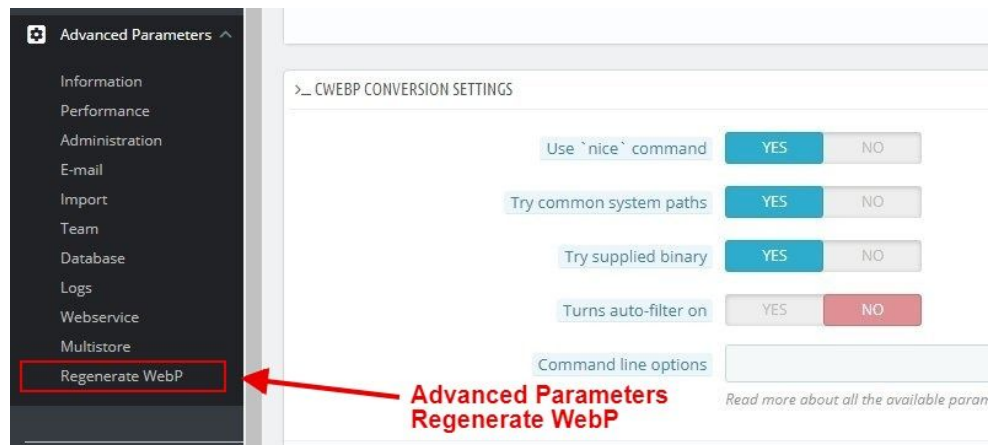 Advanced Parameters
Information
Performance
Administration
E-mail
Import
Team
Database
Logs
Webservice
Multistore
Regenerate WebP
>_ CWEBP CONVERSION SETTINGS
Use `nice` command YES NO
Try common system paths YES NO
Try supplied binary YES NO
Turns auto-filter on YES NO
Command line options
Read more about all the available
Advanced Parameters
Regenerate WebP